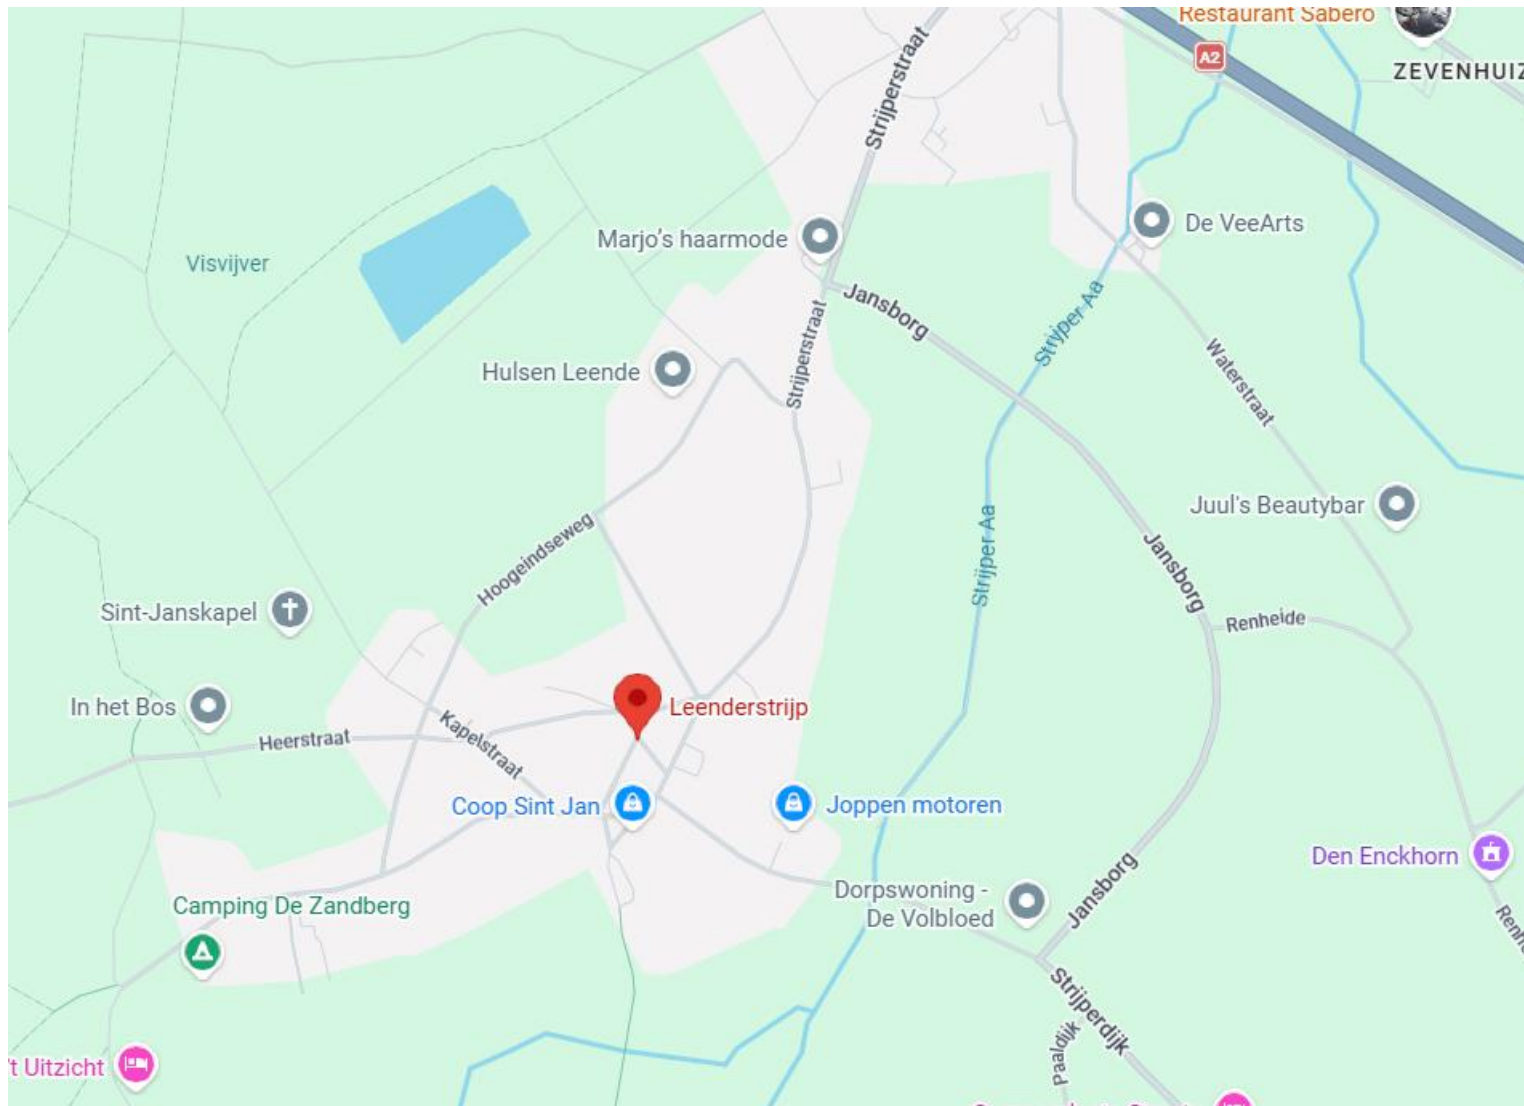 Restaurant Sabero
A2
ZEVENHUIZ
Strijperstraat
Marjo's haarmode
De VeeArts
Visvijver
Jansborg
Strijper Aa
Strijperstraat
Hulsen Leende
Waterstraat
Juul's Beautybar
Hoogeindseweg
Strijper Aa
Jansborg
Sint-Janskapel
Renheide
In het Bos
Leenderstrijp
Heerstraat
Kapelstraat
Coop Sint Jan
Joppen motoren
Den Enckhorn
Jansborg
Dorpswoning -
De Volbloed
Camping De Zandberg
Renh
Strijperdijk
Paaldijk
't Uitzicht